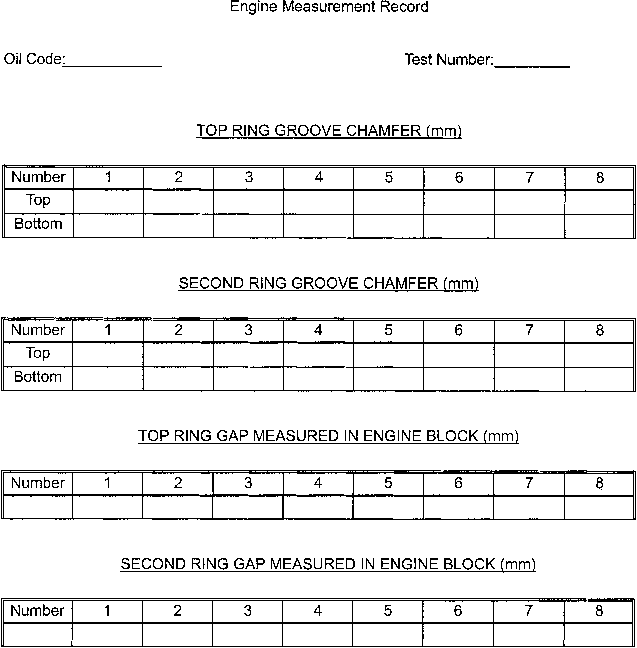 Engine Measurement Record
Oil Code: Test Number:
TOP RING GROOVE CHAMFER (mm)
Number 1 2 3 4 5 6 7 8
Top
Bottom
SECOND RING GROOVE CHAMFER (mm)
Number 1 2 3 4 5 6 7 8
Top
Bottom
TOP RING GAP MEASURED IN ENGINE BLOCK (mm)
Number 1 2 3 4 5 6 7 8
SECOND RING GAP MEASURED IN ENGINE BLOCK (mm)
Number 1 2 3 4 5 6 7 8